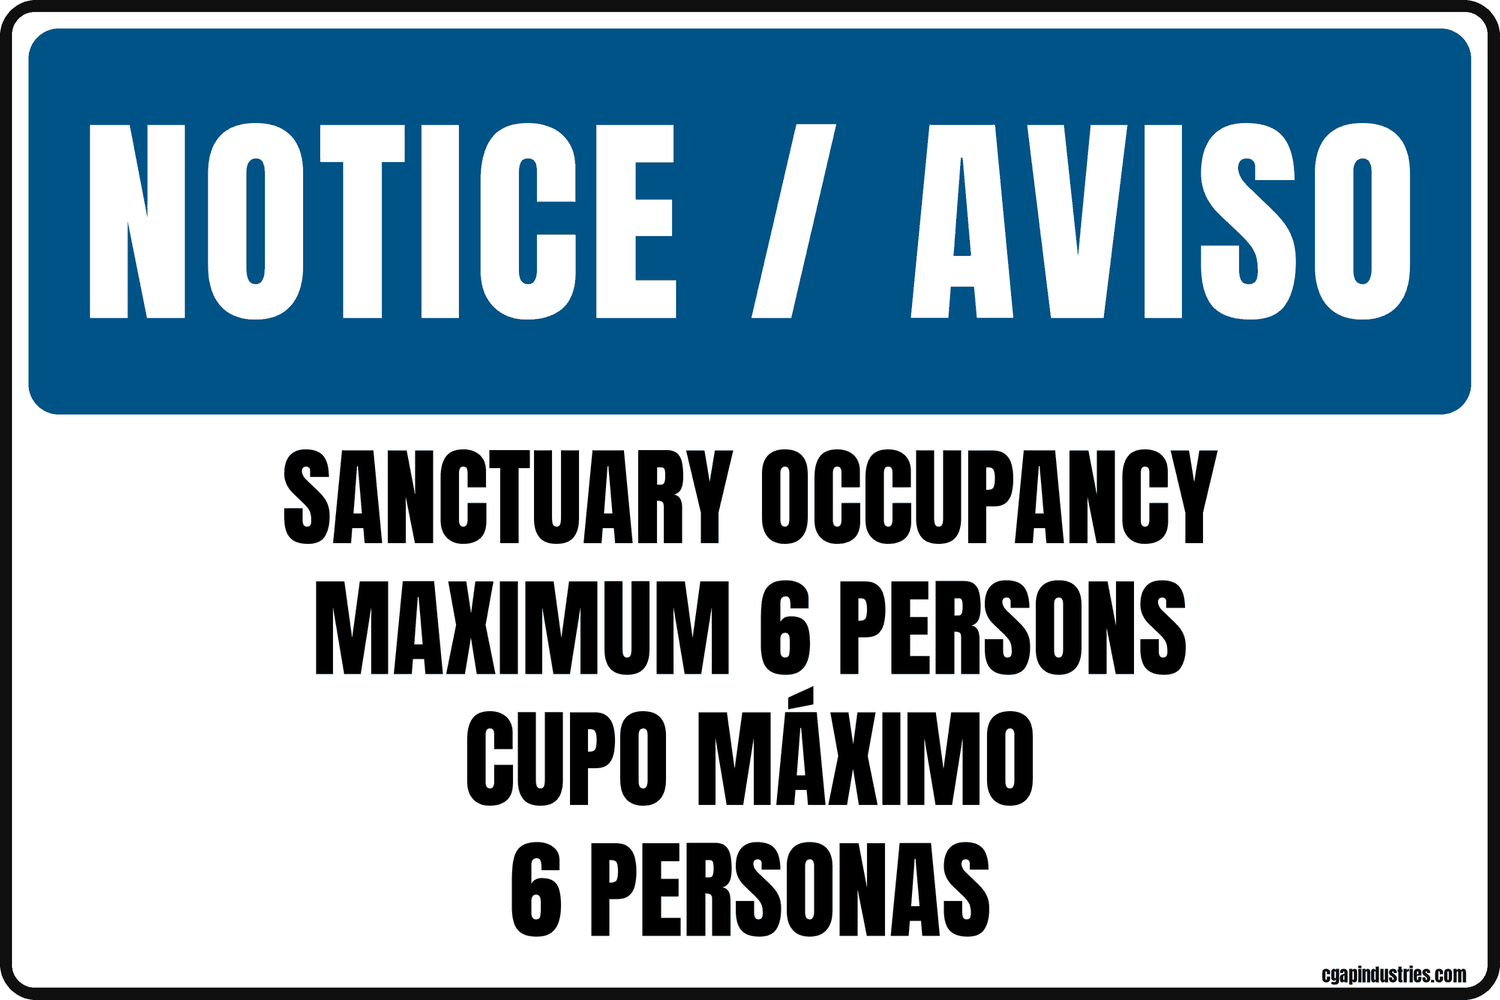 NOTICE / AVISO
SANCTUARY OCCUPANCY
MAXIMUM 6 PERSONS
CUPO MÁXIMO
6 PERSONAS
cgapindustries.com